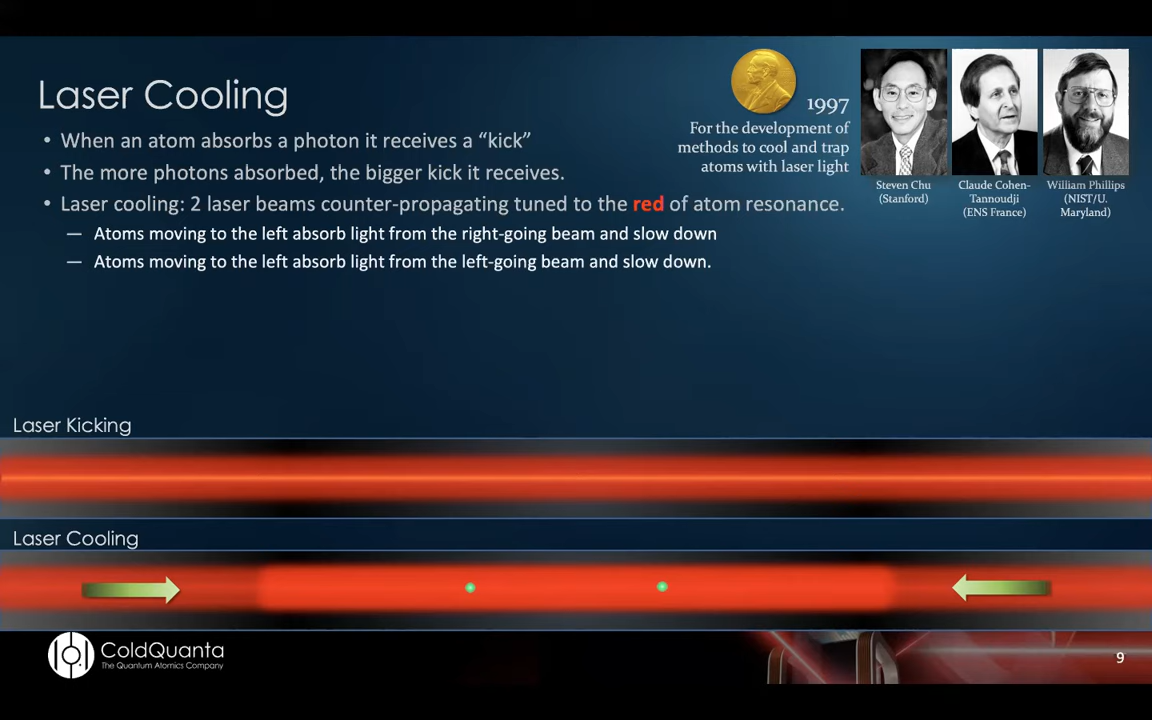 Laser Cooling
• When an atom absorbs a photon it receives a “kick”
• The more photons absorbed, the bigger kick it receives.
• Laser cooling: 2 laser beams counter-propagating tuned to the red of atom resonance.
— Atoms moving to the left absorb light from the right-going beam and slow down
— Atoms moving to the left absorb light from the left-going beam and slow down.
1997
For the development of
methods to cool and trap
atoms with laser light
Steven Chu
(Stanford)
Claude Cohen-
Tannoudji
(ENS France)
William Phillips
(NIST/U.
Maryland)
Laser Kicking
Laser Cooling
ColdQuanta
The Quantum Atomics Company
9